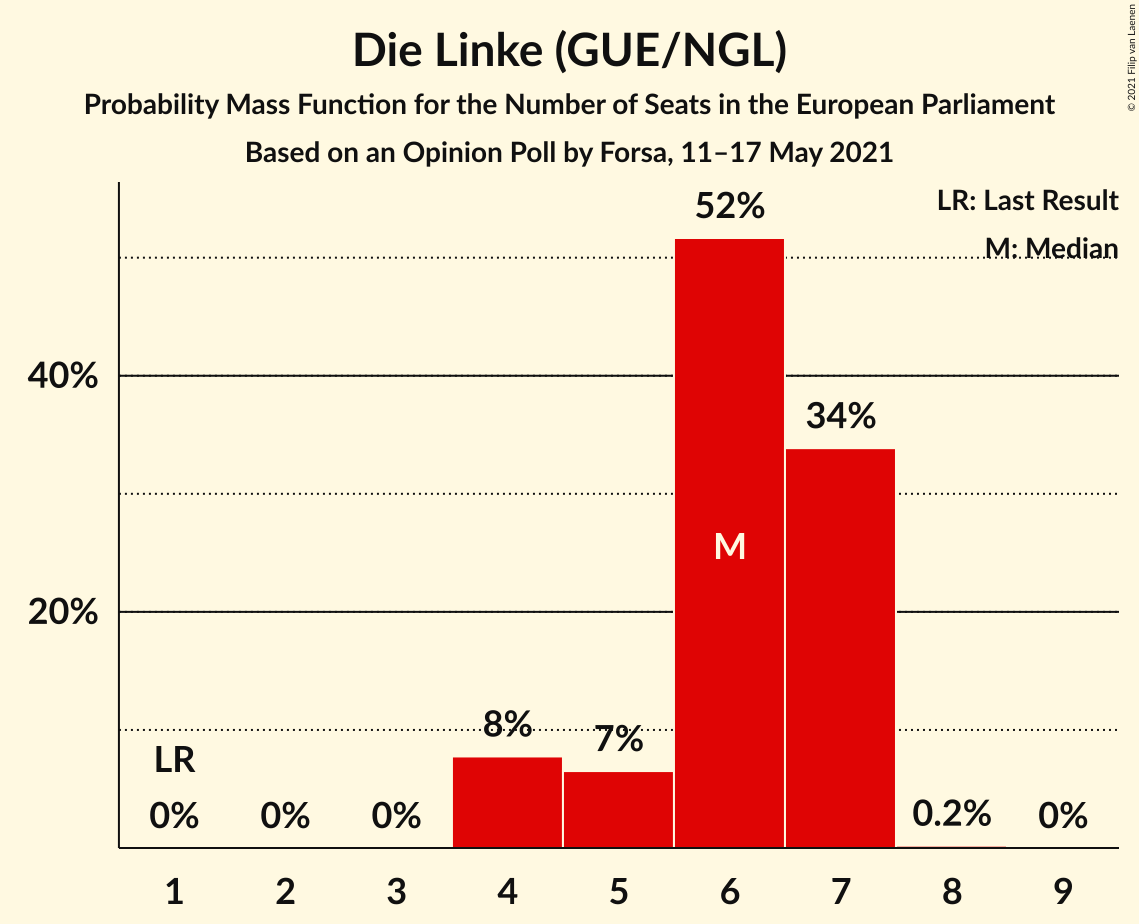 Die Linke (GUE/NGL)
Probability Mass Function for the Number of Seats in the European Parliament
Based on an Opinion Poll by Forsa, 11–17 May 2021
© 2021 Filip van Laenen
LR: Last Result
M: Median
52%
40%
34%
M
20%
8%
7%
LR
0%
0%
0%
0.2%
0%
1 2 3 4 5 6 7 8 9